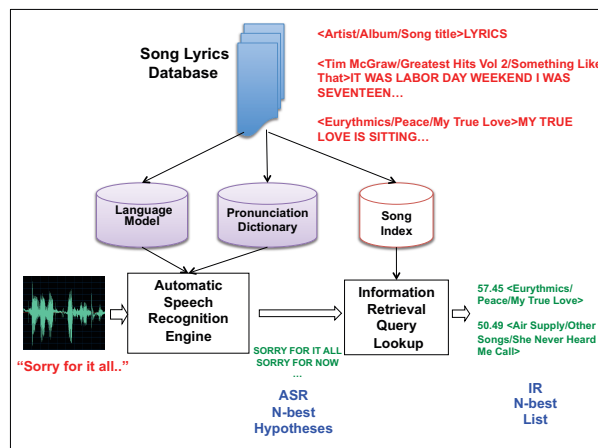 Song Lyrics
Database
<Artist/Album/Song title>LYRICS
<Tim McGraw/Greatest Hits Vol 2/Something Like
That>IT WAS LABOR DAY WEEKEND I WAS
SEVENTEEN…
<Eurythmics/Peace/My True Love>MY TRUE
LOVE IS SITTING…
Language
Model
Pronunciation
Dictionary
Song
Index
Automatic
Speech
Recognition
Engine
Information
Retrieval
Query
Lookup
57.45 <Eurythmics/
Peace/My True Love>
50.49 <Air Supply/Other
Songs/She Never Heard
Me Call>
“Sorry for it all..”
SORRY FOR IT ALL
SORRY FOR NOW
…
ASR
N-best
Hypotheses
IR
N-best
List